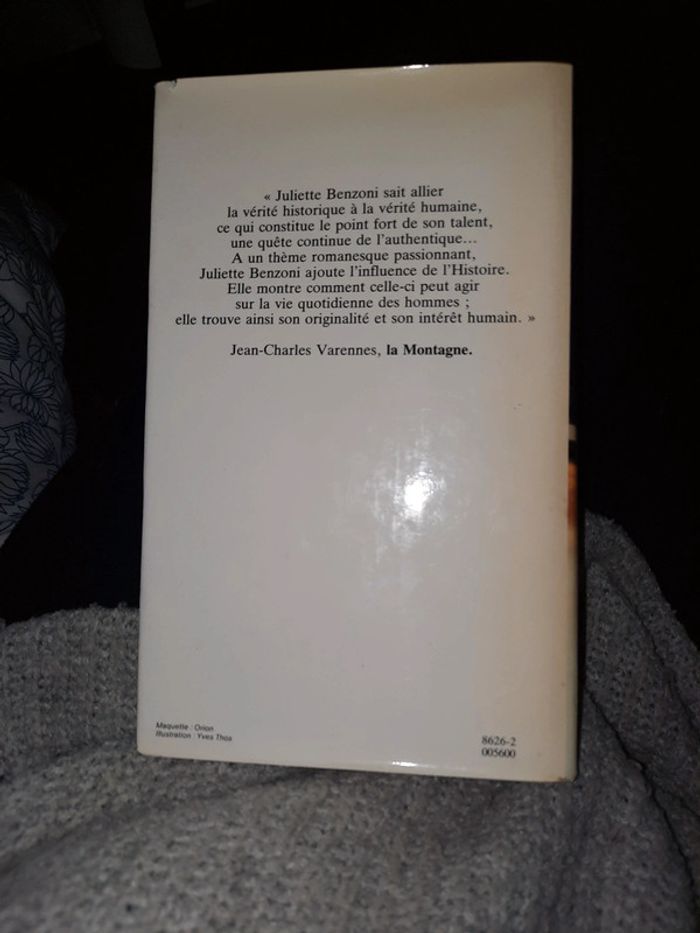 « Juliette Benzoni sait allier
la vérité historique à la vérité humaine,
ce qui constitue le point fort de son talent,
une quête continue de l'authentique...
A un thème romanesque passionnant,
Juliette Benzoni ajoute l'influence de l'Histoire.
Elle montre comment celle-ci peut agir
sur la vie quotidienne des hommes ;
elle trouve ainsi son originalité et son intérêt humain. »
Jean-Charles Varennes, la Montagne.
Maquette : Orion
Illustration : Yves Thos
8626-2
005600